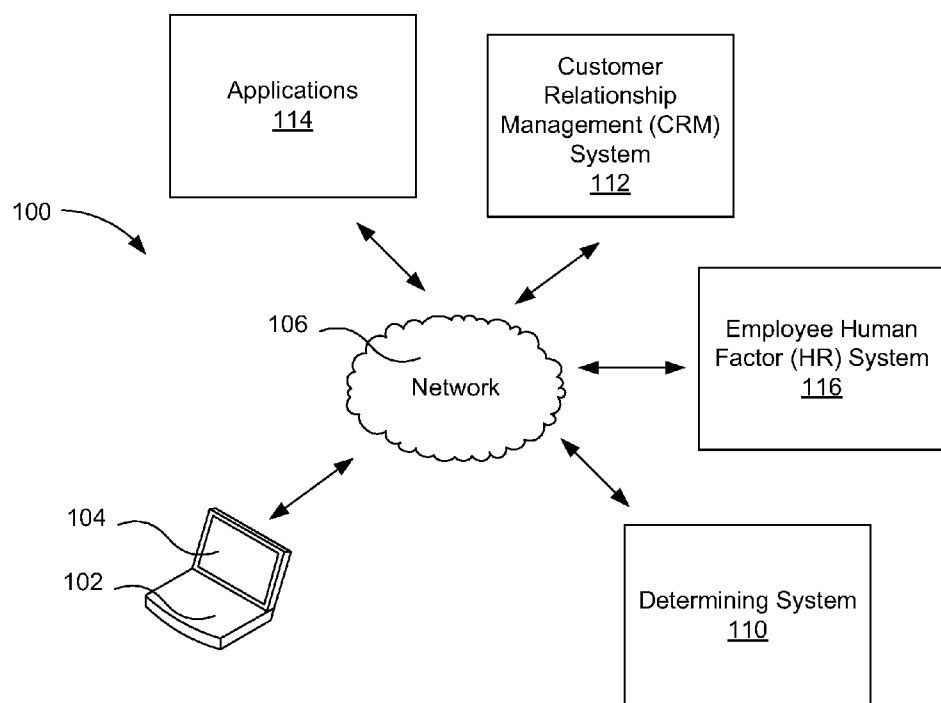 Applications
114
Customer
Relationship
Management (CRM)
System
112
100
106
Network
Employee Human
Factor (HR) System
116
104
102
Determining System
110